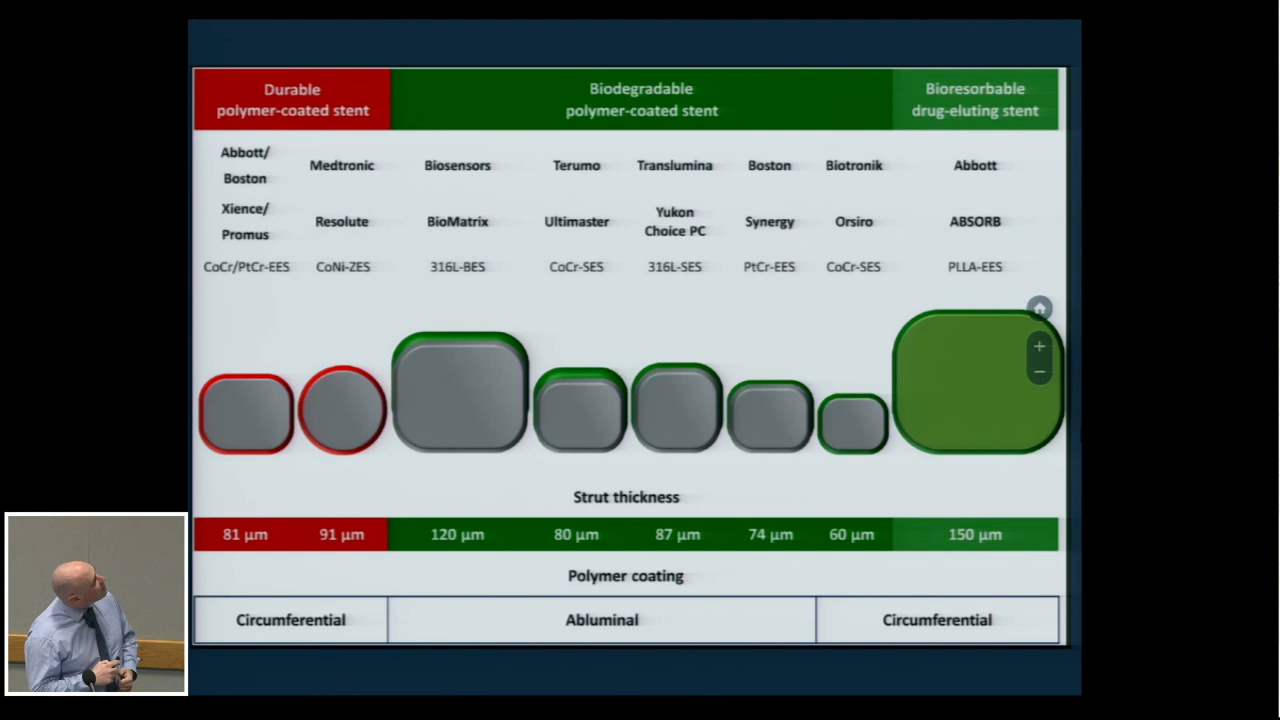 Durable
polymer-coated stent
Biodegradable
polymer-coated stent
Bioresorbable
drug-eluting stent
Abbott/
Boston
Medtronic
Biosensors
Terumo
Translumina
Boston
Biotronik
Abbott
Xience/
Promus
Resolute
BioMatrix
Ultimaster
Yukon
Choice PC
Synergy
Orsiro
ABSORB
CoCr/PtCr-EES
CoNi-ZES
316L-BES
CoCr-SES
316L-SES
PtCr-EES
CoCr-SES
PLLA-EES
+
−
Strut thickness
81 µm
91 µm
120 µm
80 µm
87 µm
74 µm
60 µm
150 µm
Polymer coating
Circumferential
Abluminal
Circumferential